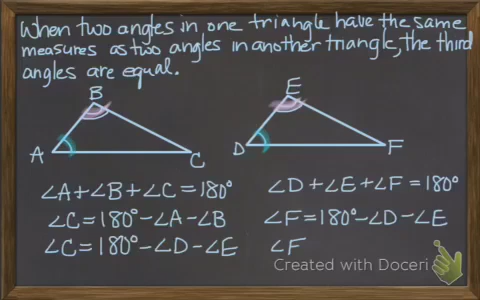 When two angles in one triangle have the same
measures as two angles in another triangle, the third
angles are equal.
B
A
C
E
D
F
∠A+∠B+∠C=180°
∠C=180°-∠A-∠B
∠C=180°-∠D-∠E
∠D+∠E+∠F=180°
∠F=180°-∠D-∠E
∠F
Created with Doceri